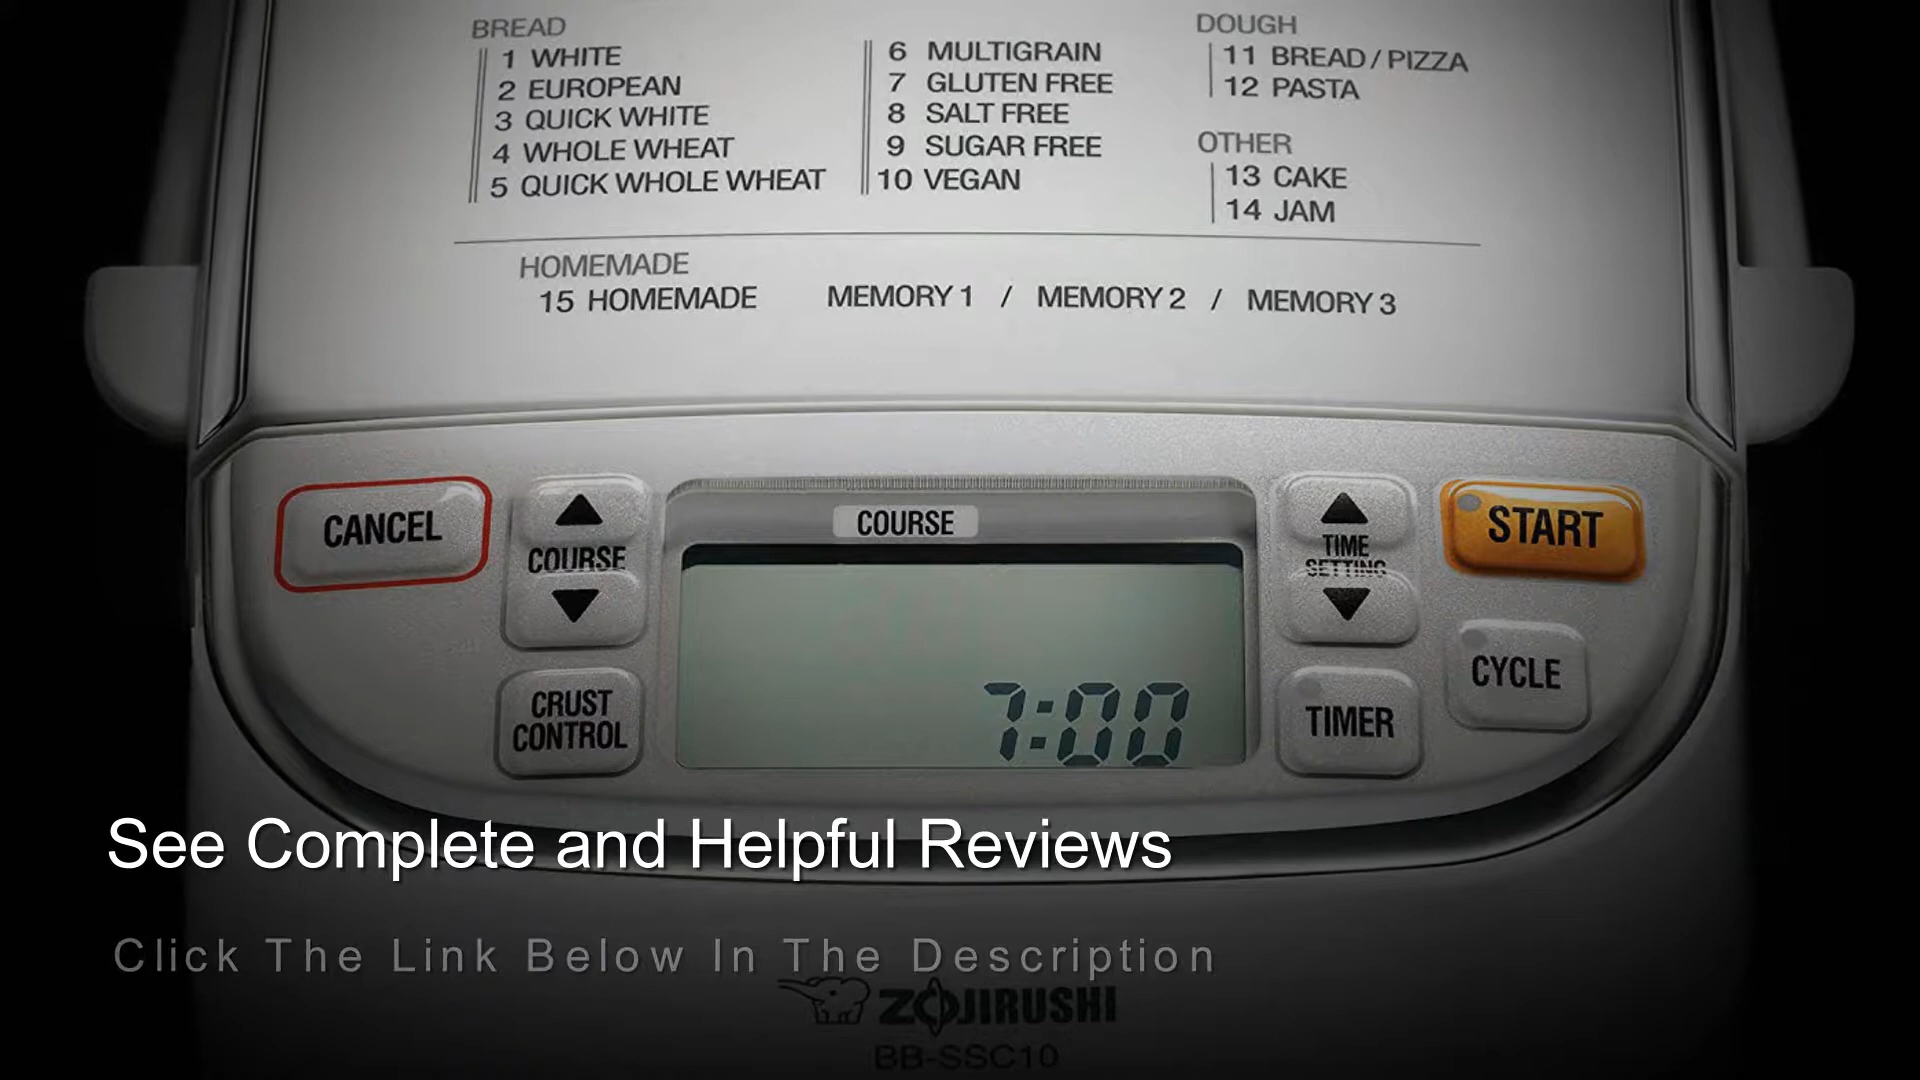 BREAD
1 WHITE
2 EUROPEAN
3 QUICK WHITE
4 WHOLE WHEAT
5 QUICK WHOLE WHEAT
6 MULTIGRAIN
7 GLUTEN FREE
8 SALT FREE
9 SUGAR FREE
10 VEGAN
DOUGH
11 BREAD / PIZZA
12 PASTA
OTHER
13 CAKE
14 JAM
HOMEMADE
15 HOMEMADE MEMORY 1 / MEMORY 2 / MEMORY 3
CANCEL
COURSE
CRUST
CONTROL
COURSE
7:00
TIME
SETTING
TIMER
START
CYCLE
See Complete and Helpful Reviews
Click The Link Below In The Description
ZOJIRUSHI
BB-SSC10